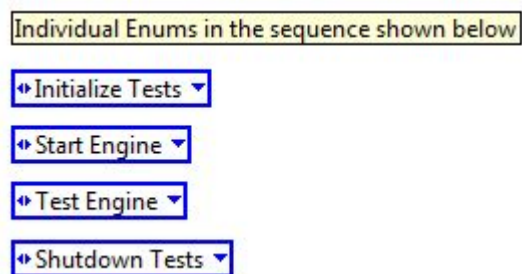 Individual Enums in the sequence shown below
Initialize Tests
Start Engine
Test Engine
Shutdown Tests